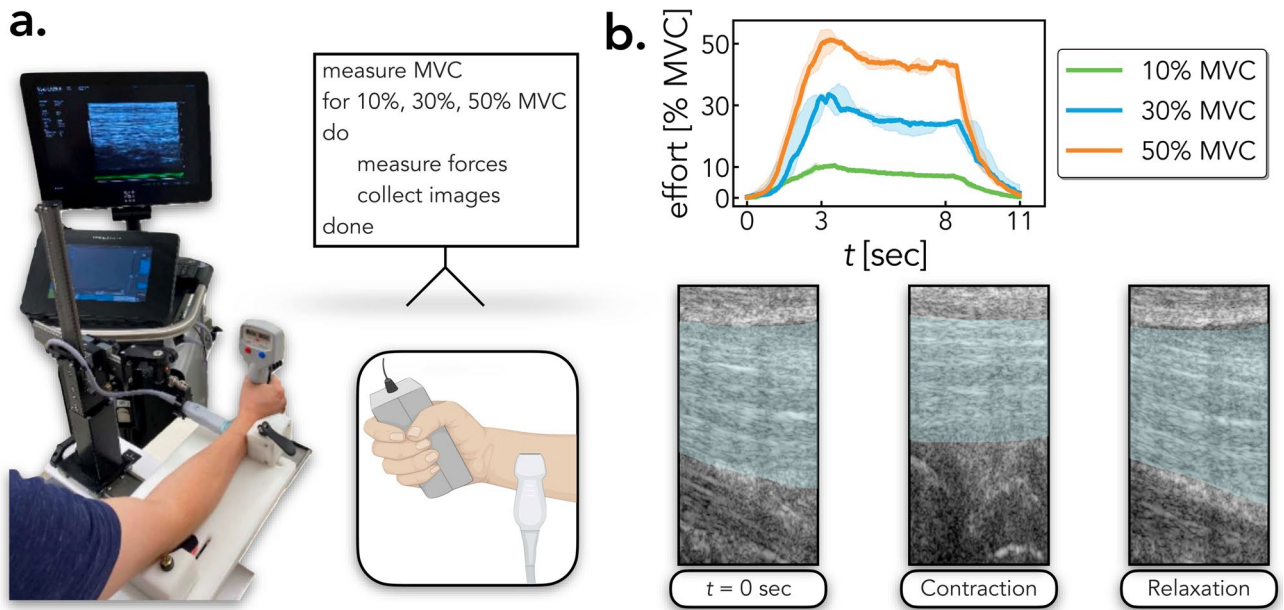 a.
measure MVC
for 10%, 30%, 50% MVC
do
measure forces
collect images
done
b.
effort [% MVC]
50
30
10
0
0 3 8 11
t [sec]
10% MVC
30% MVC
50% MVC
t = 0 sec
Contraction
Relaxation